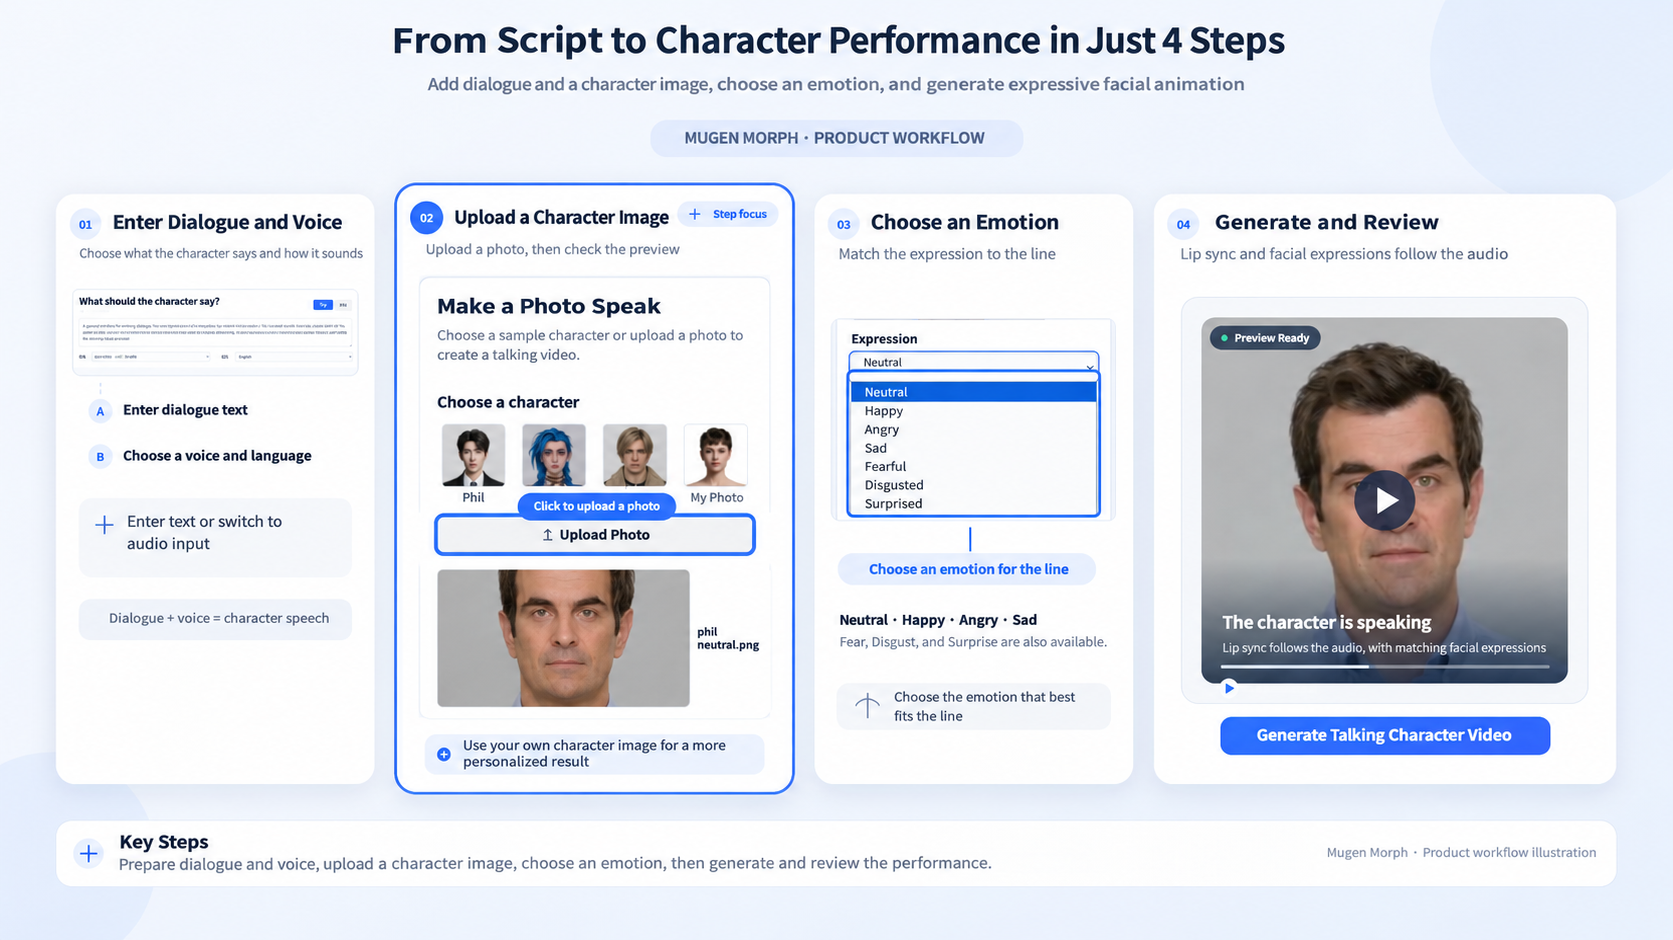 From Script to Character Performance in Just 4 Steps
Add dialogue and a character image, choose an emotion, and generate expressive facial animation
MUGEN MORPH · PRODUCT WORKFLOW
01
Enter Dialogue and Voice
Choose what the character says and how it sounds
What should the character say?
English
A
Enter dialogue text
B
Choose a voice and language
Enter text or switch to
audio input
Dialogue + voice = character speech
02
Upload a Character Image
Step focus
Upload a photo, then check the preview
Make a Photo Speak
Choose a sample character or upload a photo to
create a talking video.
Choose a character
Phil
My Photo
Click to upload a photo
Upload Photo
phil
neutral.png
Use your own character image for a more
personalized result
03
Choose an Emotion
Match the expression to the line
Expression
Neutral
Neutral
Happy
Angry
Sad
Fearful
Disgusted
Surprised
Choose an emotion for the line
Neutral · Happy · Angry · Sad
Fear, Disgust, and Surprise are also available.
Choose the emotion that best
fits the line
04
Generate and Review
Lip sync and facial expressions follow the audio
Preview Ready
The character is speaking
Lip sync follows the audio, with matching facial expressions
Generate Talking Character Video
Key Steps
Prepare dialogue and voice, upload a character image, choose an emotion, then generate and review the performance.
Mugen Morph · Product workflow illustration